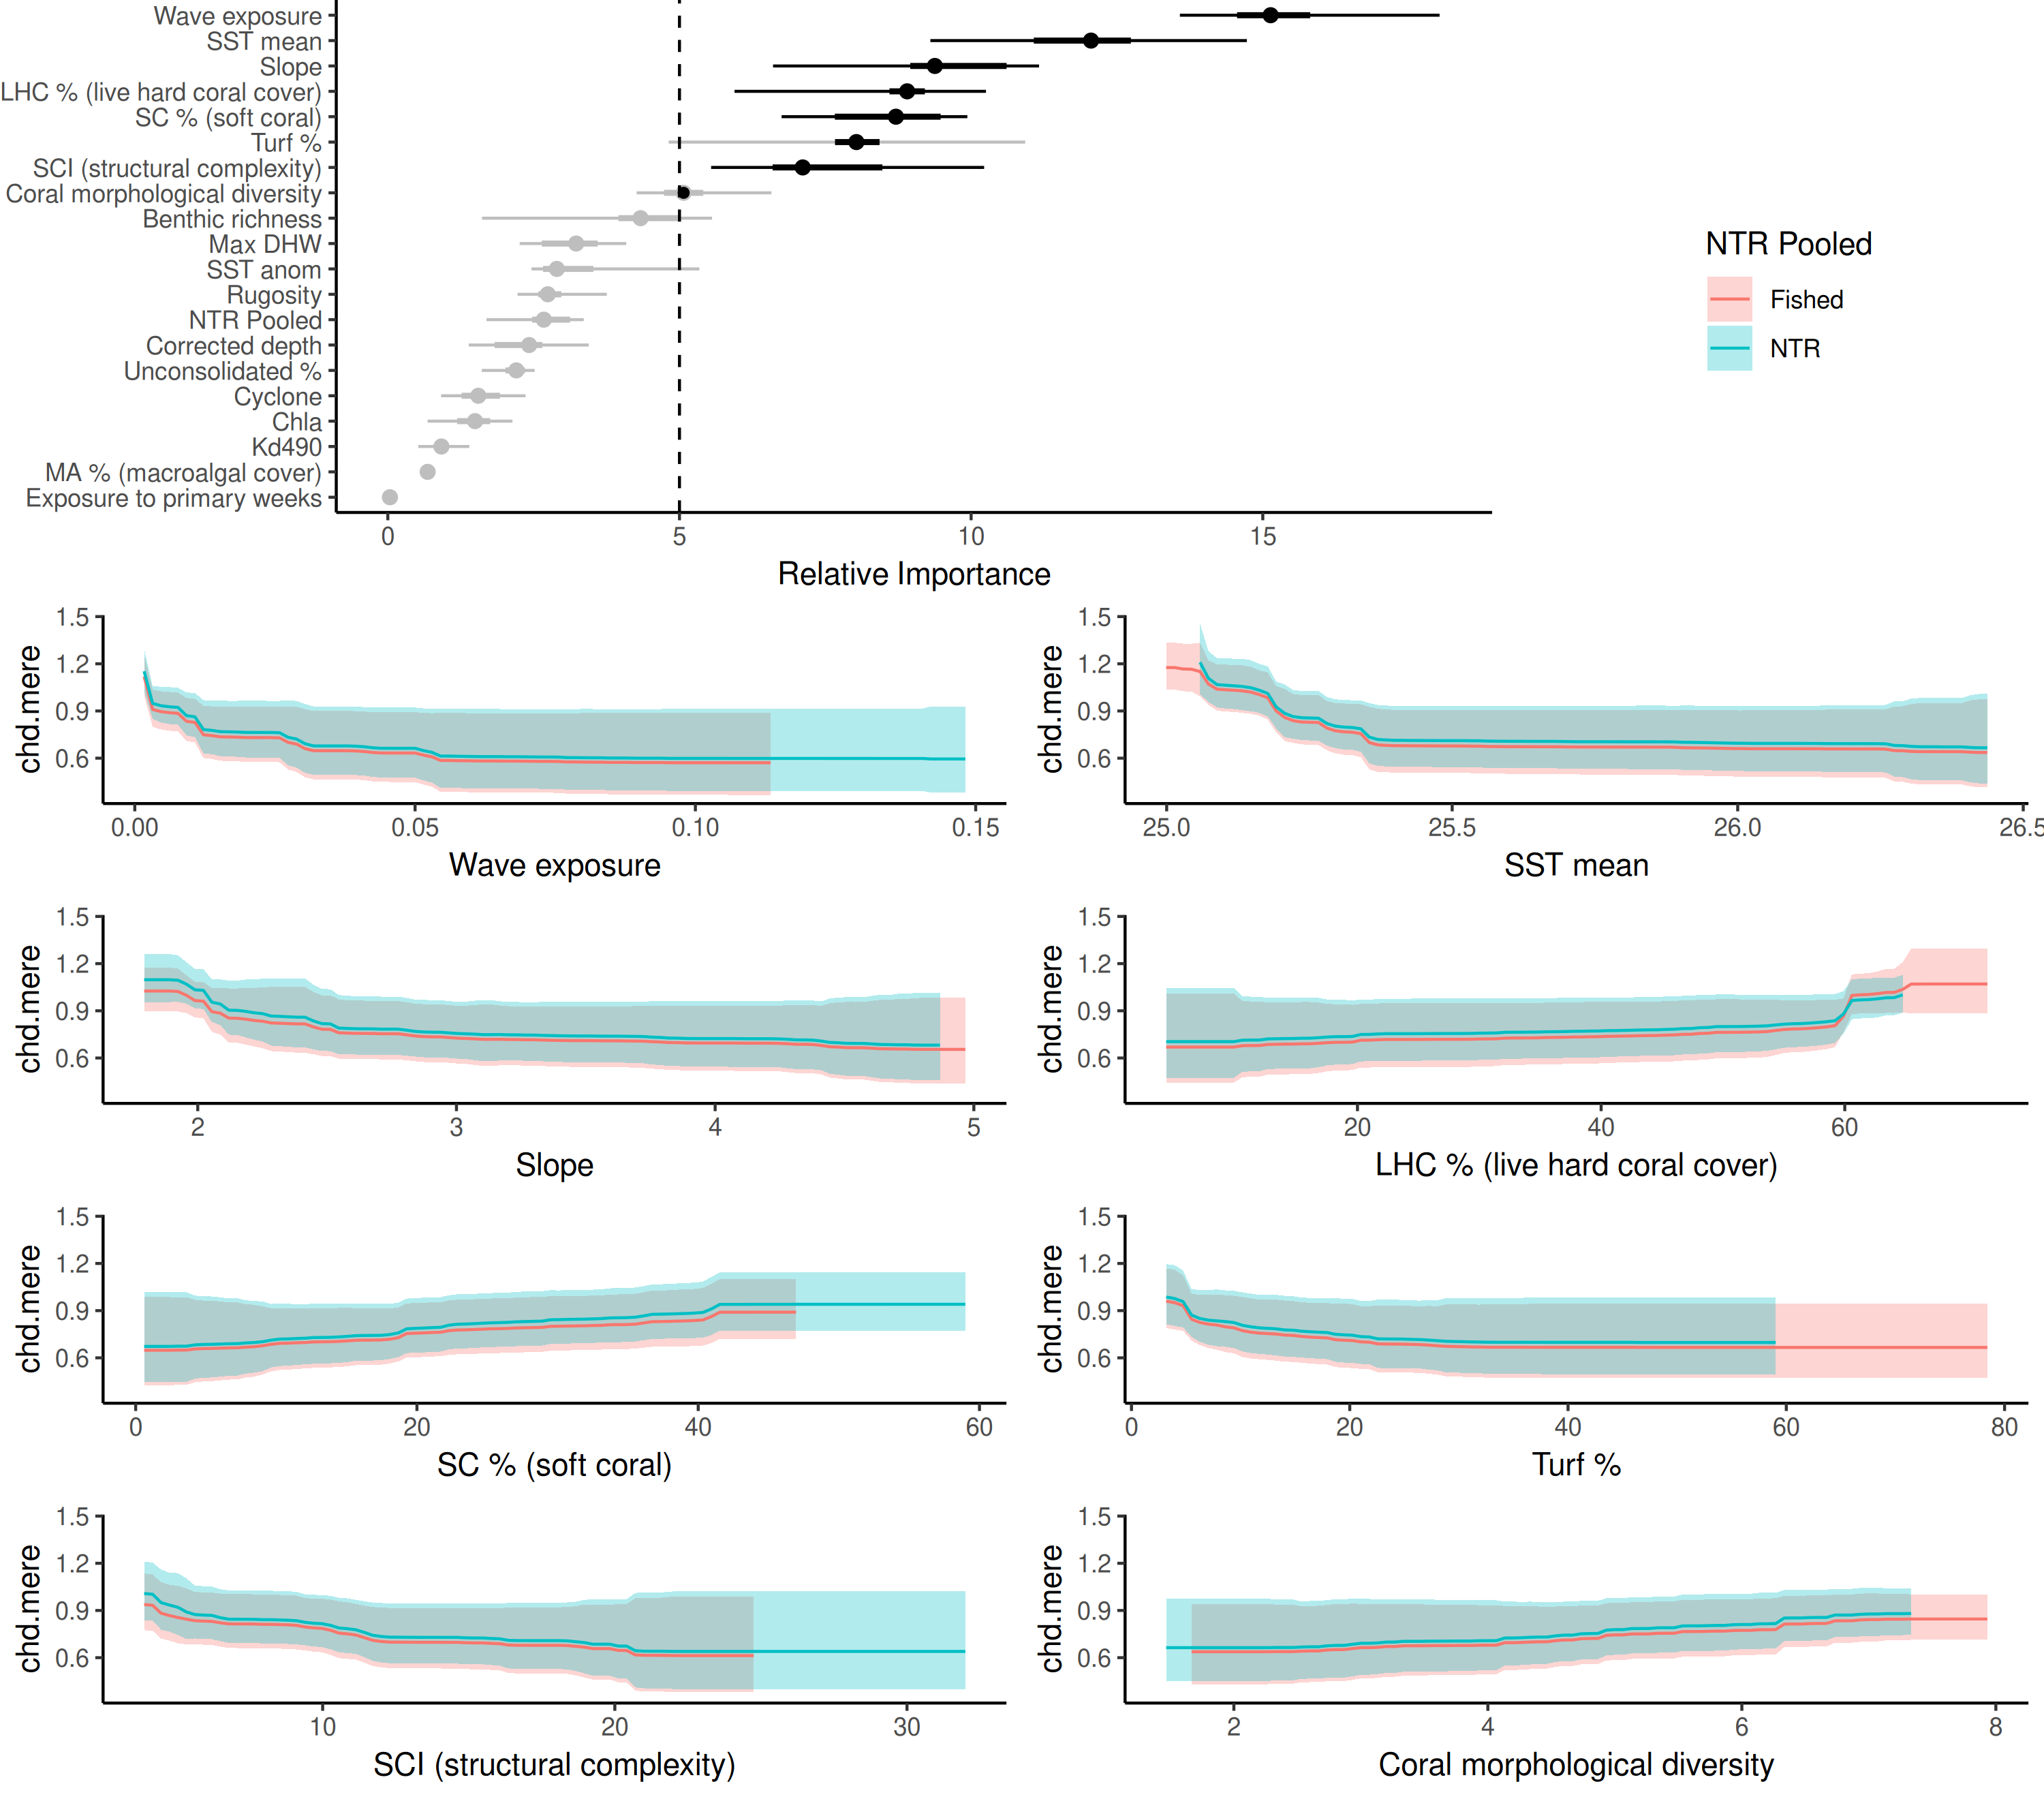 Wave exposure
SST mean
Slope
LHC % (live hard coral cover)
SC % (soft coral)
Turf %
SCI (structural complexity)
Coral morphological diversity
Benthic richness
Max DHW
SST anom
Rugosity
NTR Pooled
Corrected depth
Unconsolidated %
Cyclone
Chla
Kd490
MA % (macroalgal cover)
Exposure to primary weeks
0 5 10 15
Relative Importance
NTR Pooled
Fished
NTR
1.5
1.2
0.9
0.6
chd.mere
0.00 0.05 0.10 0.15
Wave exposure
1.5
1.2
0.9
0.6
chd.mere
25.0 25.5 26.0 26.5
SST mean
1.5
1.2
0.9
0.6
chd.mere
2 3 4 5
Slope
1.5
1.2
0.9
0.6
chd.mere
20 40 60
LHC % (live hard coral cover)
1.5
1.2
0.9
0.6
chd.mere
0 20 40 60
SC % (soft coral)
1.5
1.2
0.9
0.6
chd.mere
0 20 40 60 80
Turf %
1.5
1.2
0.9
0.6
chd.mere
10 20 30
SCI (structural complexity)
1.5
1.2
0.9
0.6
chd.mere
2 4 6 8
Coral morphological diversity